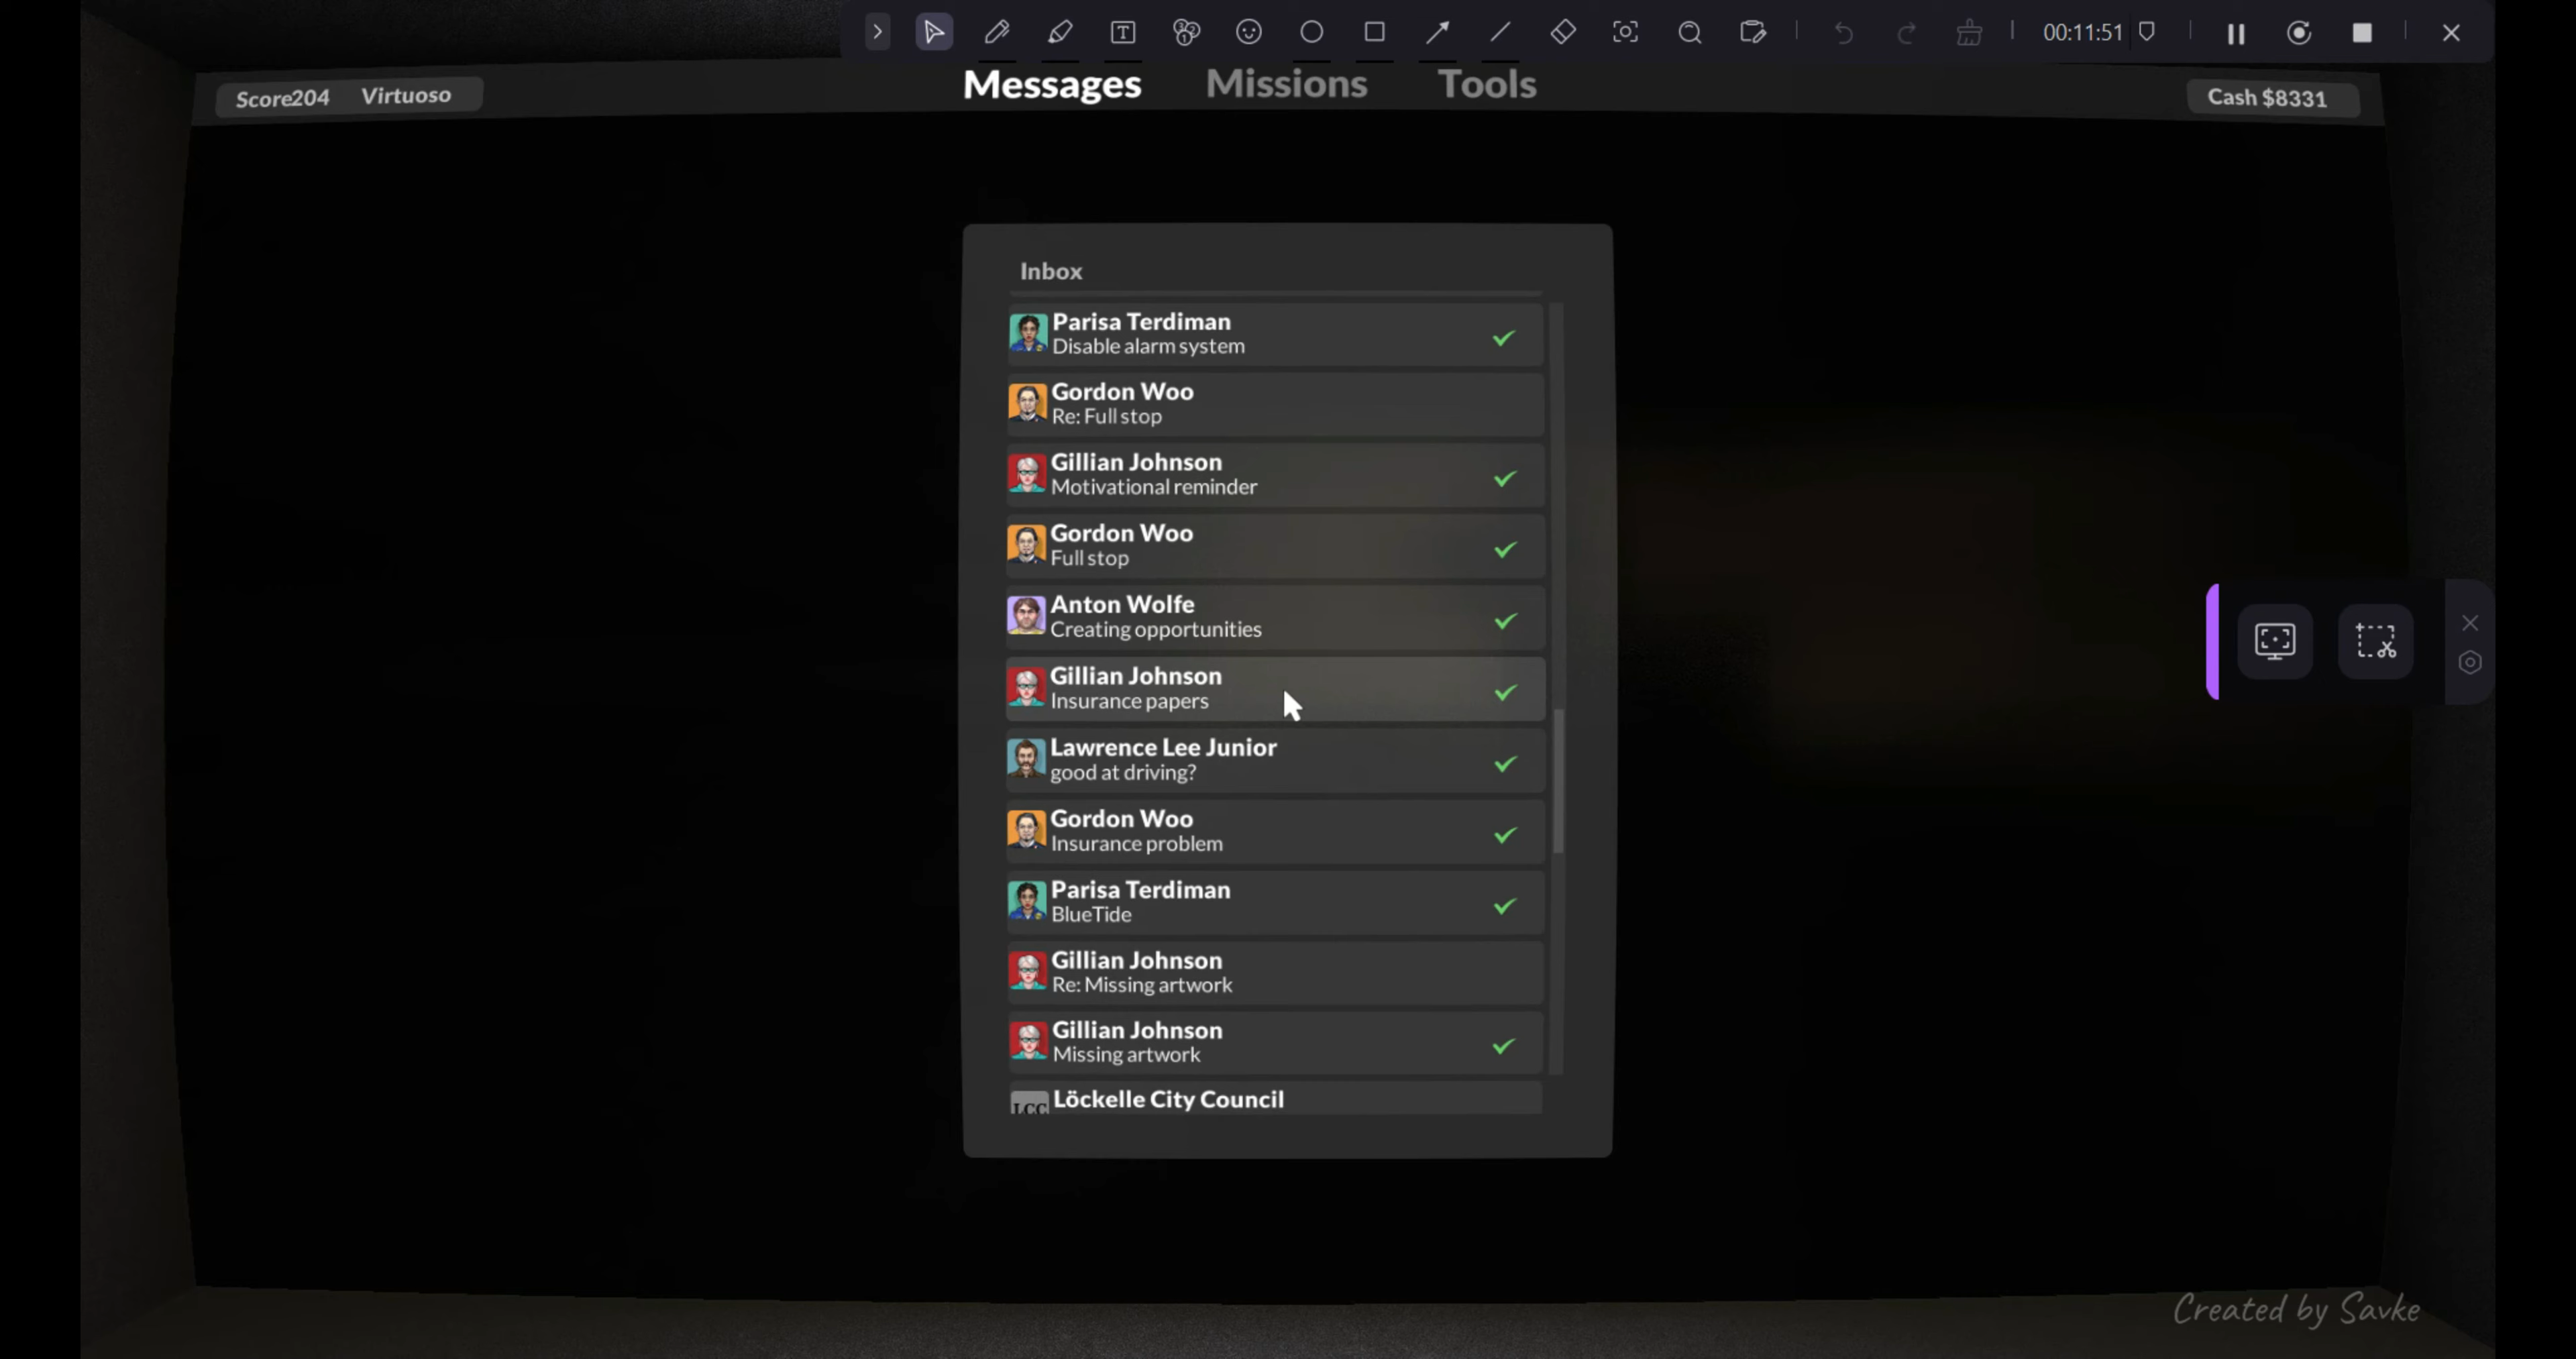 00:11:51
Score204 Virtuoso
Messages Missions Tools
Cash $8331
Inbox
Parisa Terdiman
Disable alarm system
Gordon Woo
Re: Full stop
Gillian Johnson
Motivational reminder
Gordon Woo
Full stop
Anton Wolfe
Creating opportunities
Gillian Johnson
Insurance papers
Lawrence Lee Junior
good at driving?
Gordon Woo
Insurance problem
Parisa Terdiman
BlueTide
Gillian Johnson
Re: Missing artwork
Gillian Johnson
Missing artwork
LCC Löckelle City Council
Created by Savke